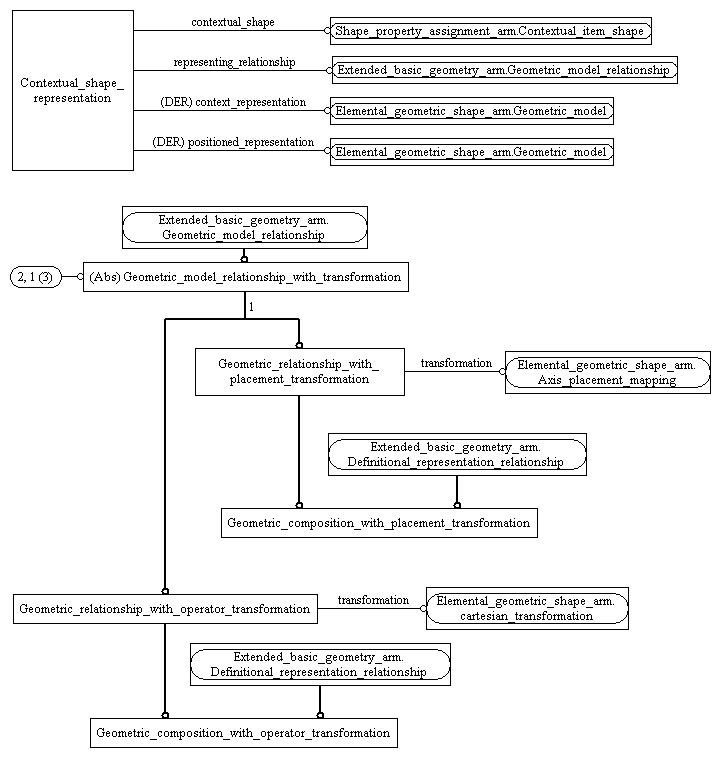 contextual_shape
Shape_property_assignment_arm.Contextual_item_shape
representing_relationship
Extended_basic_geometry_arm.Geometric_model_relationship
Contextual_shape_
representation
(DER) context_representation
Elemental_geometric_shape_arm.Geometric_model
(DER) positioned_representation
Elemental_geometric_shape_arm.Geometric_model
Extended_basic_geometry_arm.
Geometric_model_relationship
2, 1 (3)
(Abs) Geometric_model_relationship_with_transformation
1
Geometric_relationship_with_
placement_transformation
transformation
Elemental_geometric_shape_arm.
Axis_placement_mapping
Extended_basic_geometry_arm.
Definitional_representation_relationship
Geometric_composition_with_placement_transformation
Geometric_relationship_with_operator_transformation
transformation
Elemental_geometric_shape_arm.
cartesian_transformation
Extended_basic_geometry_arm.
Definitional_representation_relationship
Geometric_composition_with_operator_transformation